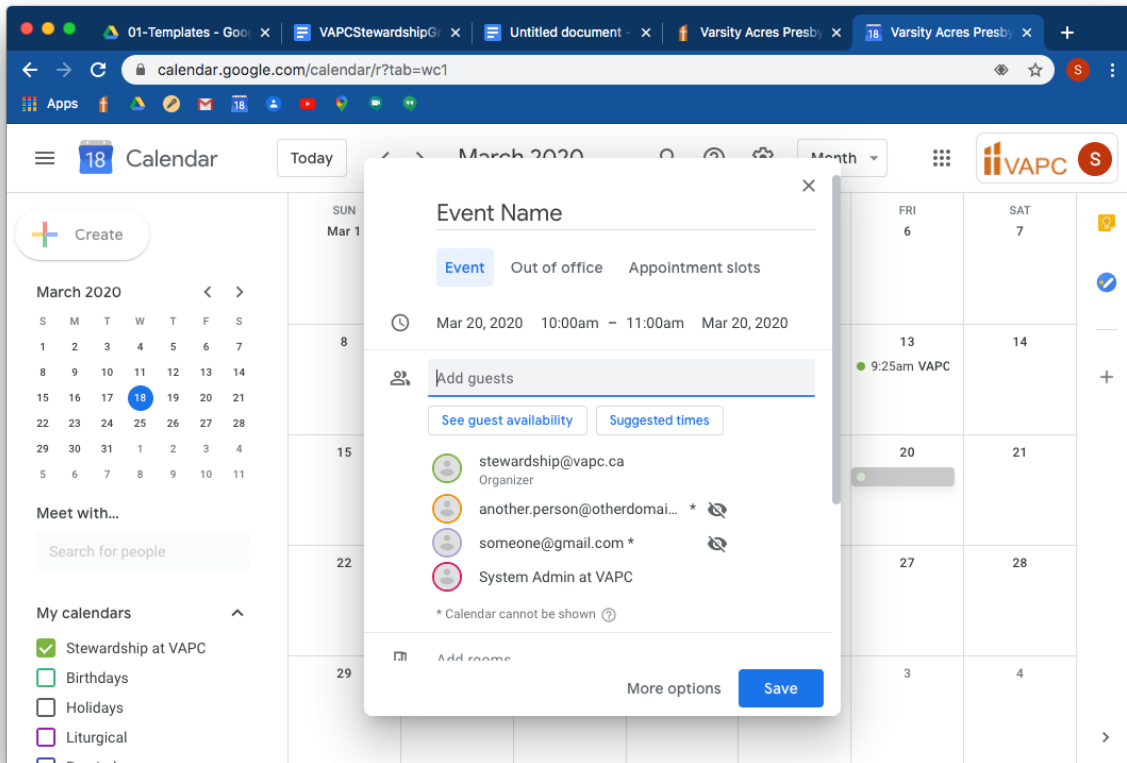 01-Templates - Goo
VAPCStewardshipGr
Untitled document -
Varsity Acres Presby
18 Varsity Acres Presby
calendar.google.com/calendar/r?tab=wc1
S
Apps
18
18 Calendar
Today
March 2020
Month
VAPC
S
Create
March 2020
S M T W T F S
1 2 3 4 5 6 7
8 9 10 11 12 13 14
15 16 17 18 19 20 21
22 23 24 25 26 27 28
29 30 31 1 2 3 4
5 6 7 8 9 10 11
Meet with...
Search for people
My calendars
Stewardship at VAPC
Birthdays
Holidays
Liturgical
SUN FRI SAT
Mar 1 6 7
8 13 14
9:25am VAPC
15 20 21
22 27 28
29 3 4
Event Name
Event Out of office Appointment slots
Mar 20, 2020 10:00am – 11:00am Mar 20, 2020
Add guests
See guest availability Suggested times
stewardship@vapc.ca
Organizer
another.person@otherdomai... *
someone@gmail.com *
System Admin at VAPC
* Calendar cannot be shown
Add rooms
More options Save